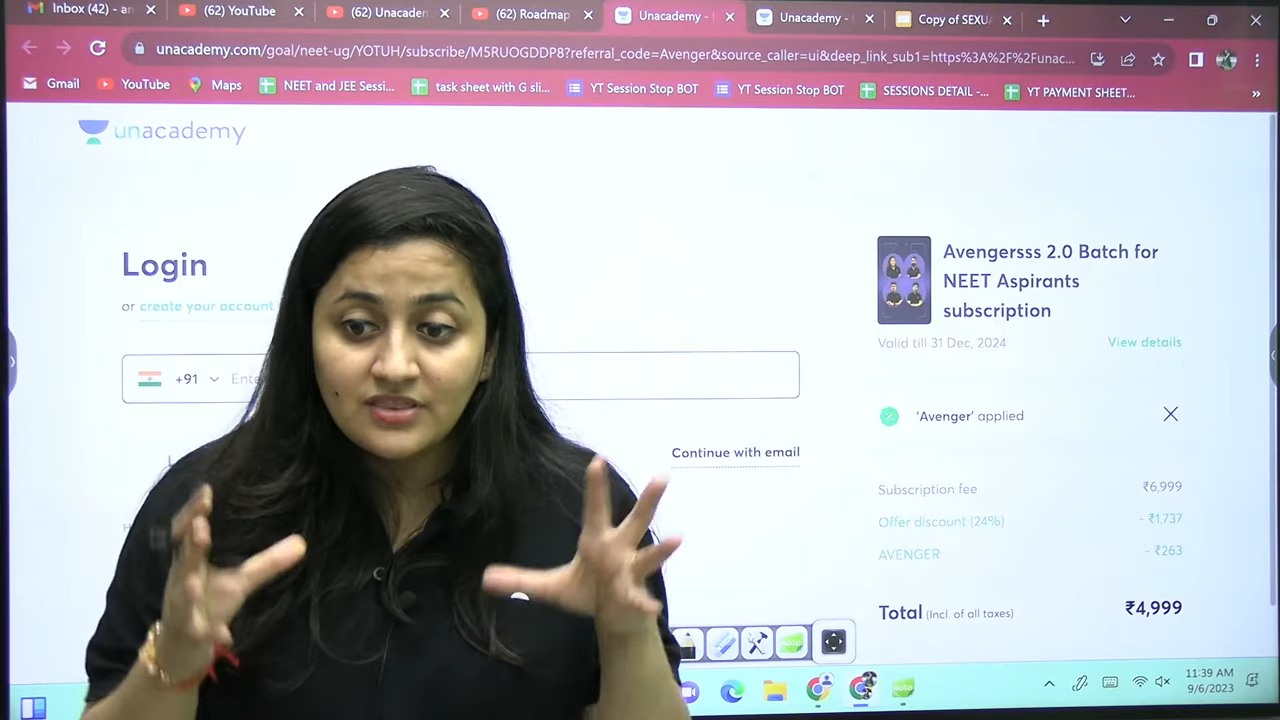 Inbox (42) - an
(62) YouTube
(62) Unacaden
(62) Roadmap
Unacademy -
Unacademy -
Copy of SEXU
unacademy.com/goal/neet-ug/YOTUH/subscribe/M5RUOGDDP8?referral_code=Avenger&source_caller=ui&deep_link_sub1=https%3A%2F%2Funac...
Gmail
YouTube
Maps
NEET and JEE Sessi...
task sheet with G sli...
YT Session Stop BOT
YT Session Stop BOT
SESSIONS DETAIL -...
YT PAYMENT SHEET...
unacademy
Login
or create your account
+91
Continue with email
Avengersss 2.0 Batch for
NEET Aspirants
subscription
Valid till 31 Dec, 2024
View details
'Avenger' applied
Subscription fee ₹6,999
Offer discount (24%) - ₹1,737
AVENGER - ₹263
Total (Incl. of all taxes) ₹4,999
11:39 AM
9/6/2023